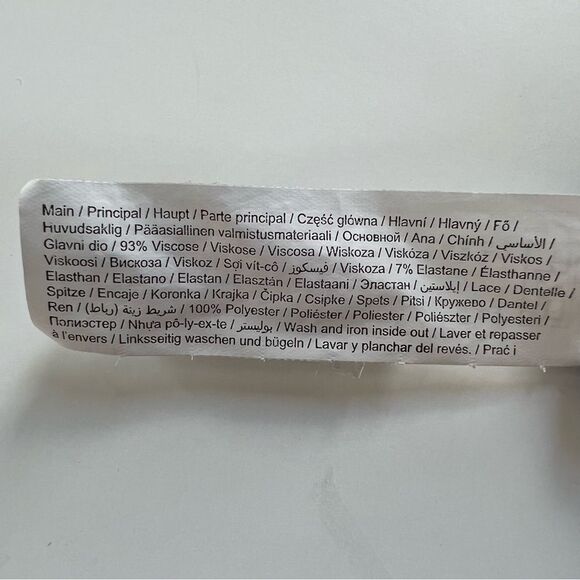 Main / Principal / Haupt / Parte principal / Część główna / Hlavní / Hlavný / Fő /
Huvudsaklig / Pääasiallinen valmistusmateriaali / Основной / Ana / Chính / الأساسي /
Glavni dio / 93% Viscose / Viskose / Viscosa / Wiskoza / Viskóza / Viszkóz / Viskos /
Viskoosi / Вискоза / Viskoz / Sợi vít-cô / فيسكوز / Viskoza / 7% Elastane / Élasthanne /
Elasthan / Elastano / Elastan / Elasztán / Elastaani / Эластан / إيلاستين / Lace / Dentelle /
Spitze / Encaje / Koronka / Krajka / Čipka / Csipke / Spets / Pitsi / Кружево / Dantel /
Ren / شريط زينة (رباط) / 100% Polyester / Poliéster / Poliester / Poliészter / Polyesteri /
Полиэстер / Nhựa pô-ly-ex-te / بوليستر / Wash and iron inside out / Laver et repasser
à l'envers / Linksseitig waschen und bügeln / Lavar y planchar del revés. / Prać i